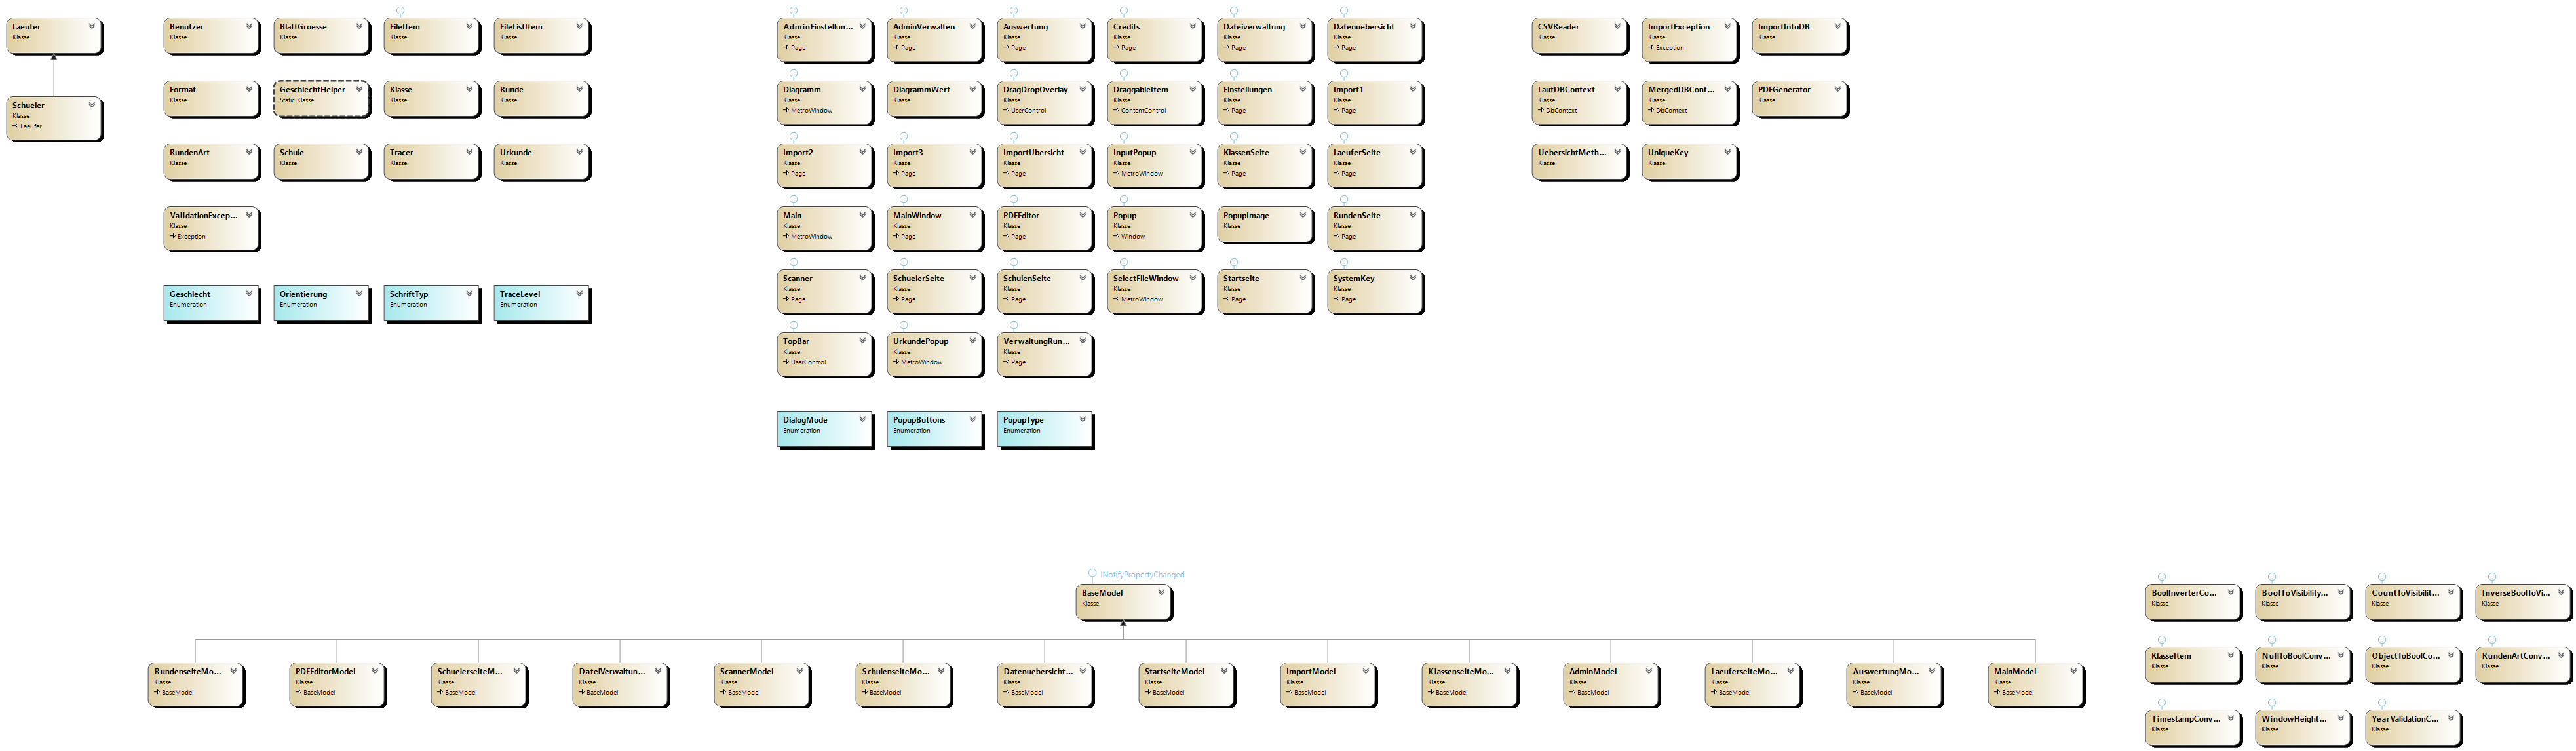 Laeufer
Klasse
Schueler
Klasse
Laeufer
Benutzer
Klasse
BlattGroesse
Klasse
FileItem
Klasse
FileListItem
Klasse
Format
Klasse
GeschlechtHelper
Static Klasse
Klasse
Klasse
Runde
Klasse
RundenArt
Klasse
Schule
Klasse
Tracer
Klasse
Urkunde
Klasse
ValidationExcep...
Klasse
Exception
Geschlecht
Enumeration
Orientierung
Enumeration
SchriftTyp
Enumeration
TraceLevel
Enumeration
AdminEinstellun...
Klasse
Page
AdminVerwalten
Klasse
Page
Auswertung
Klasse
Page
Credits
Klasse
Page
Dateiverwaltung
Klasse
Page
Datenuebersicht
Klasse
Page
Diagramm
Klasse
MetroWindow
DiagrammWert
Klasse
DragDropOverlay
Klasse
UserControl
DraggableItem
Klasse
ContentControl
Einstellungen
Klasse
Page
Import1
Klasse
Page
Import2
Klasse
Page
Import3
Klasse
Page
ImportUbersicht
Klasse
Page
InputPopup
Klasse
MetroWindow
KlassenSeite
Klasse
Page
LaeuferSeite
Klasse
Page
Main
Klasse
MetroWindow
MainWindow
Klasse
Page
PDFEditor
Klasse
Page
Popup
Klasse
Window
PopupImage
Klasse
RundenSeite
Klasse
Page
Scanner
Klasse
Page
SchuelerSeite
Klasse
Page
SchulenSeite
Klasse
Page
SelectFileWindow
Klasse
MetroWindow
Startseite
Klasse
Page
SystemKey
Klasse
Page
TopBar
Klasse
UserControl
UrkundePopup
Klasse
MetroWindow
VerwaltungRun...
Klasse
Page
DialogMode
Enumeration
PopupButtons
Enumeration
PopupType
Enumeration
CSVReader
Klasse
ImportException
Klasse
Exception
ImportIntoDB
Klasse
LaufDBContext
Klasse
DbContext
MergedDBCont...
Klasse
DbContext
PDFGenerator
Klasse
UebersichtMeth...
Klasse
UniqueKey
Klasse
INotifyPropertyChanged
BaseModel
Klasse
RundenseiteMo...
Klasse
BaseModel
PDFEditorModel
Klasse
BaseModel
SchuelerseiteM...
Klasse
BaseModel
DateiVerwaltun...
Klasse
BaseModel
ScannerModel
Klasse
BaseModel
SchulenseiteMo...
Klasse
BaseModel
Datenuebersicht...
Klasse
BaseModel
StartseiteModel
Klasse
BaseModel
ImportModel
Klasse
BaseModel
KlassenseiteMo...
Klasse
BaseModel
AdminModel
Klasse
BaseModel
LaeuferseiteMo...
Klasse
BaseModel
AuswertungMo...
Klasse
BaseModel
MainModel
Klasse
BaseModel
BoolInverterCo...
Klasse
BoolToVisibility...
Klasse
CountToVisibilit...
Klasse
InverseBoolToVi...
Klasse
KlasseItem
Klasse
NullToBoolConv...
Klasse
ObjectToBoolCo...
Klasse
RundenArtConv...
Klasse
TimestampConv...
Klasse
WindowHeight...
Klasse
YearValidationC...
Klasse